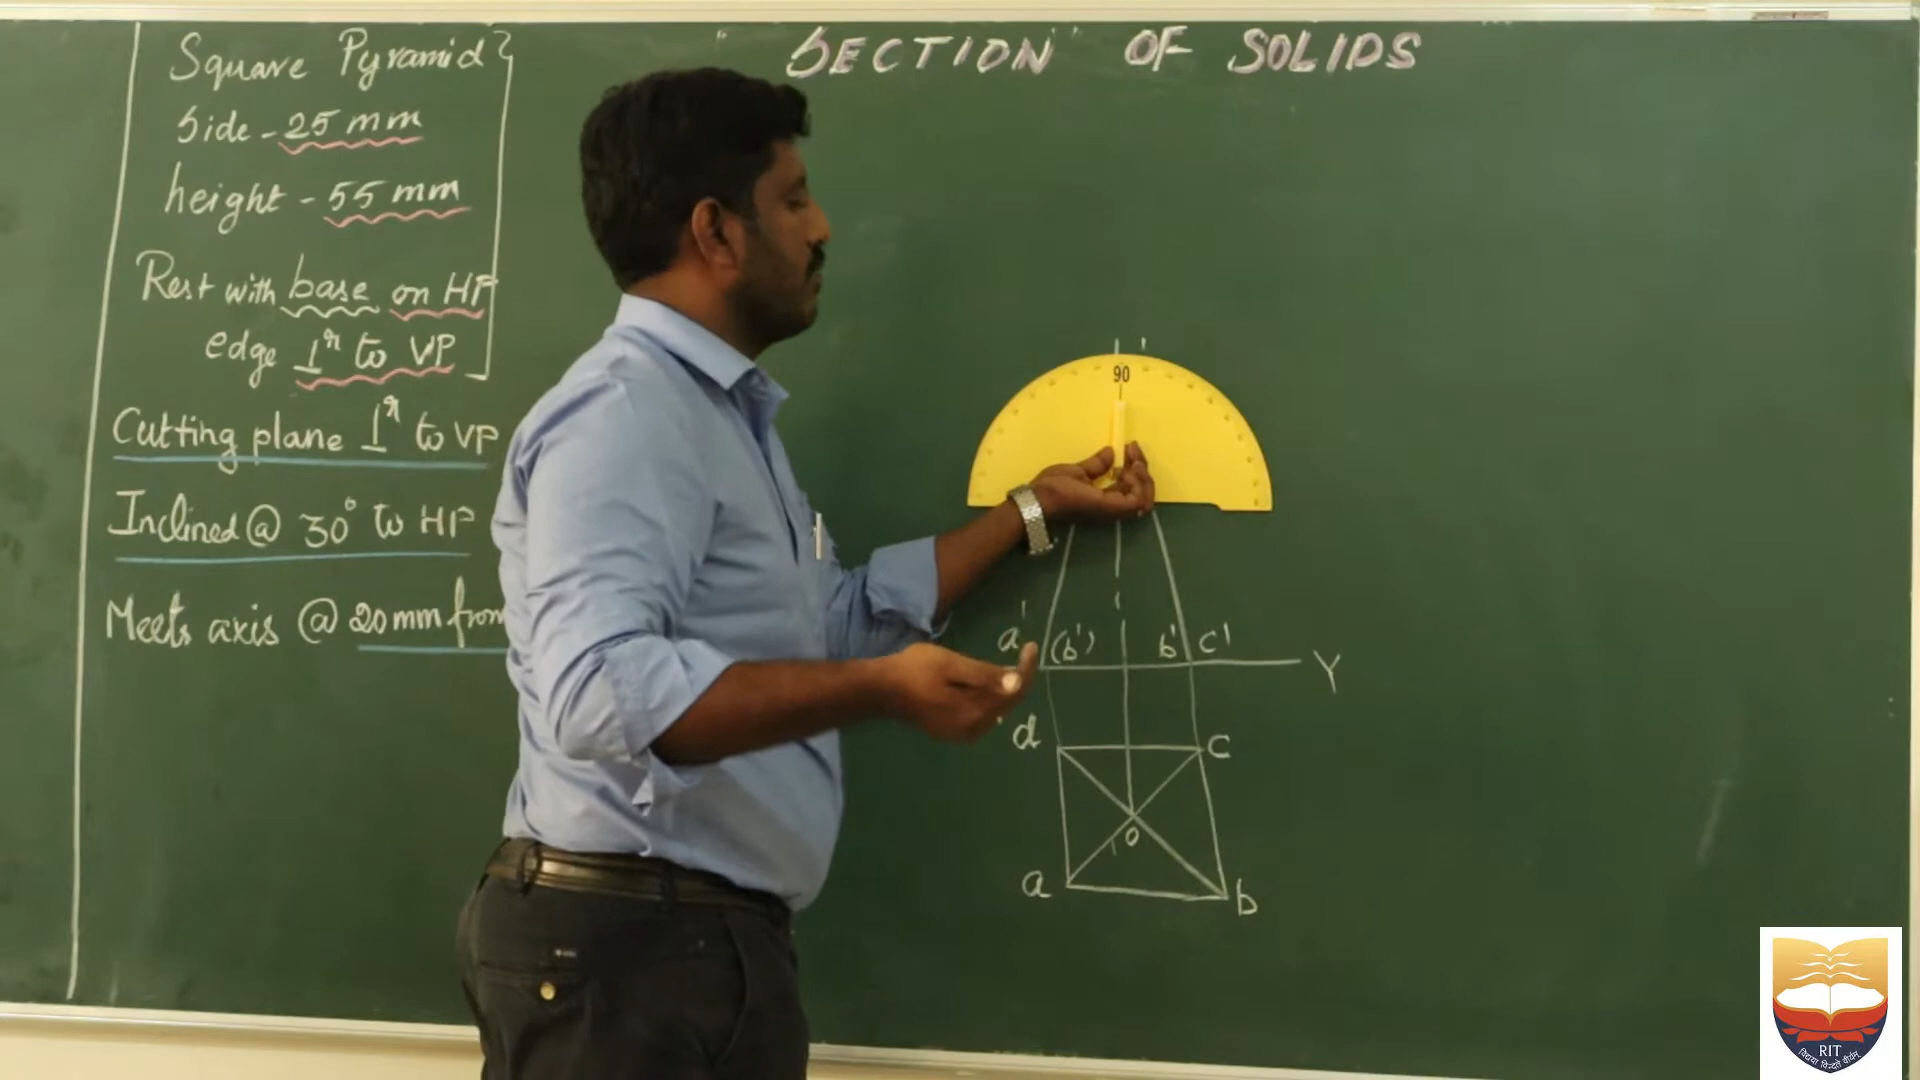 Square Pyramid
Side - 25 mm
height - 55 mm
Rest with base on HP
edge ⊥r to VP
Cutting plane ⊥r to VP
Inclined @ 30° to HP
Meets axis @ 20 mm from
"SECTION" OF SOLIDS
90
a' (b') b' c' Y
d c
o
a b
RIT